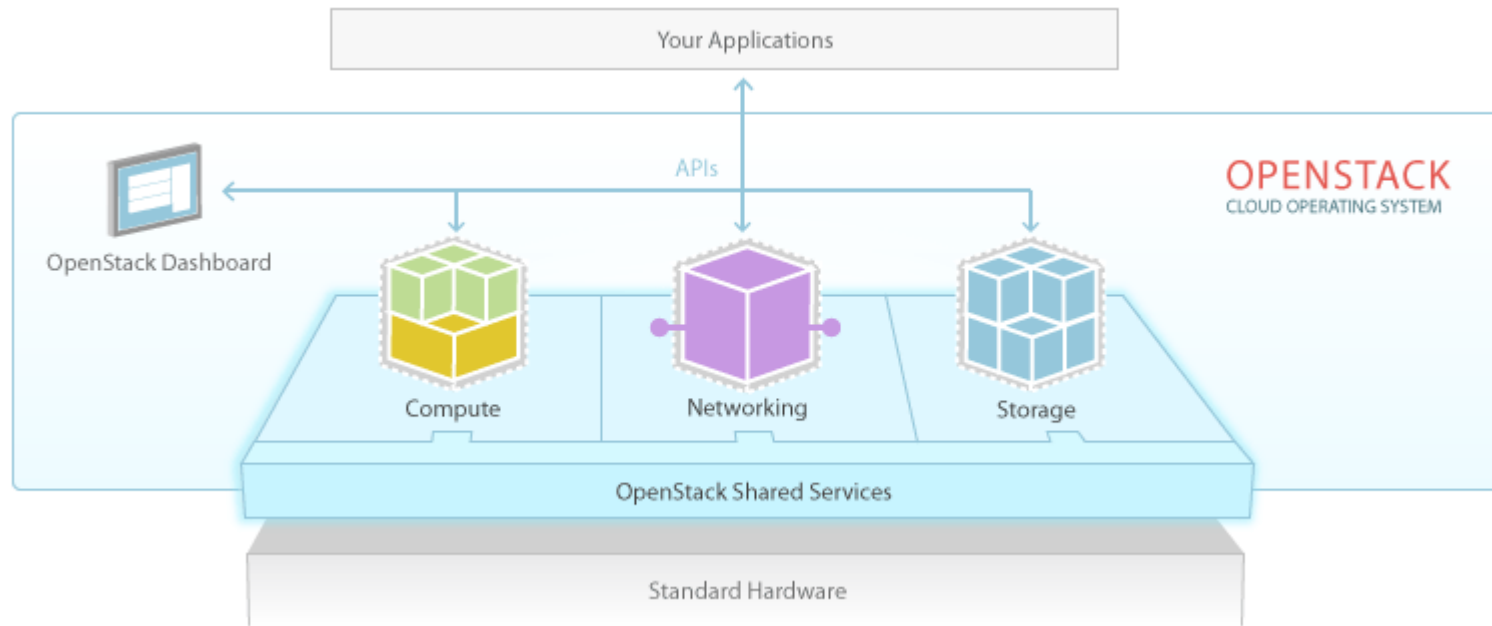 Your Applications
APIs
OPENSTACK
CLOUD OPERATING SYSTEM
OpenStack Dashboard
Compute
Networking
Storage
OpenStack Shared Services
Standard Hardware